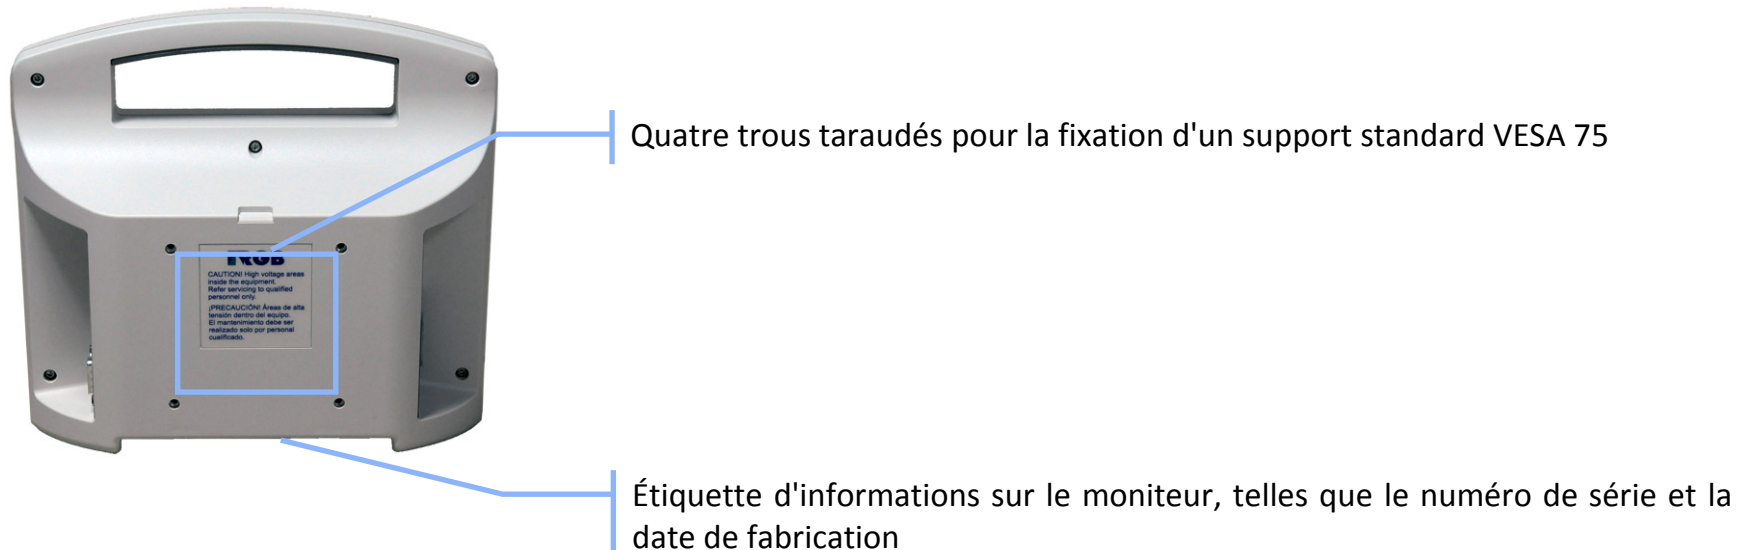 Quatre trous taraudés pour la fixation d'un support standard VESA 75
RGB
CAUTION! High voltage areas
inside the equipment.
Refer servicing to qualified
personnel only.
¡PRECAUCIÓN! Áreas de alta
tensión dentro del equipo.
El mantenimiento debe ser
realizado solo por personal
cualificado.
Étiquette d'informations sur le moniteur, telles que le numéro de série et la
date de fabrication